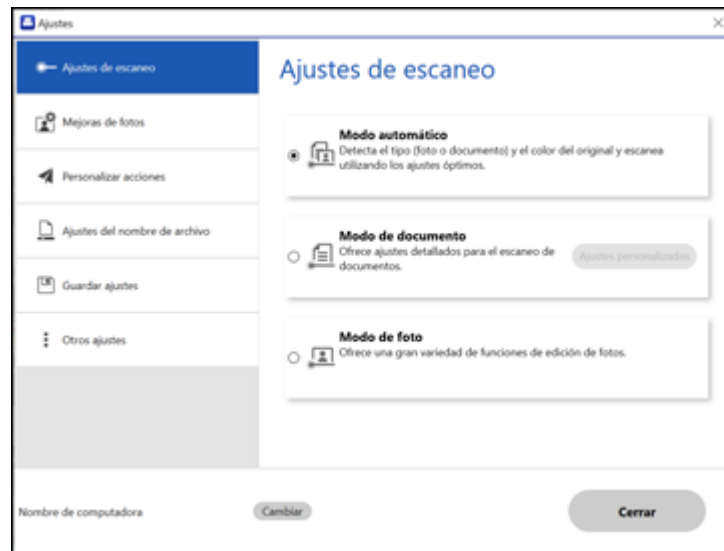 Ajustes
Ajustes de escaneo
Mejoras de fotos
Personalizar acciones
Ajustes del nombre de archivo
Guardar ajustes
Otros ajustes
Ajustes de escaneo
Modo automático
Detecta el tipo (foto o documento) y el color del original y escanea
utilizando los ajustes óptimos.
Modo de documento
Ofrece ajustes detallados para el escaneo de
documentos.
Ajustes personalizados
Modo de foto
Ofrece una gran variedad de funciones de edición de fotos.
Nombre de computadora
Cambiar
Cerrar